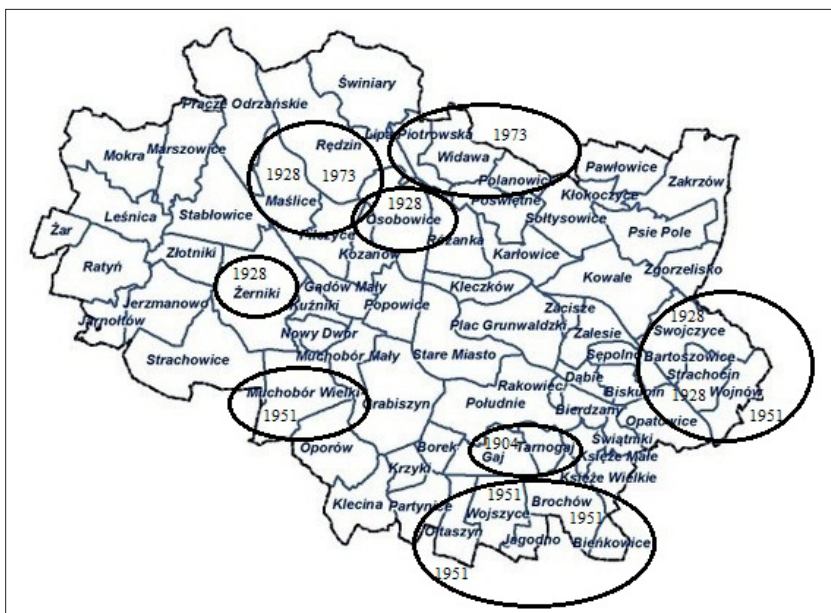 Świniary
Pracze Odrzańskie
Lipa Piotrowska
1973
Mokra
Marszowice
Rędzin
Widawa
Pawłowice
1928
1973
Polanowice
Kłokoczyce
Zakrzów
Leśnica
Maślice
1928
Poświętne
Stabłowice
Osobowice
Sołtysowice
Psie Pole
Żar
Pilczyce
Różanka
Złotniki
Kozanów
Karłowice
Zgorzelisko
Ratyń
1928
Kowale
Żerniki
Gądów Mały
Kleczków
Jerzmanowo
Kuźniki
Popowice
Zacisze
1928
Jarnołtów
Plac Grunwaldzki
Swojczyce
Nowy Dwór
Zalesie
Strachowice
Muchobór Mały
Stare Miasto
Sępolno
Bartoszowice
Dąbie
Strachocin
Muchobór Wielki
Rakowiec
Biskupin
1928
Wojnów
Grabiszyn
Południe
Bierdzany
1951
Opatowice
1951
1904
Świątniki
Oporów
Borek
Gaj
Tarnogaj
Księże Małe
Krzyki
Księże Wielkie
1951
Klecina
Partynice
Wojszyce
Brochów
1951
Ołtaszyn
Jagodno
Bieńkowice
1951